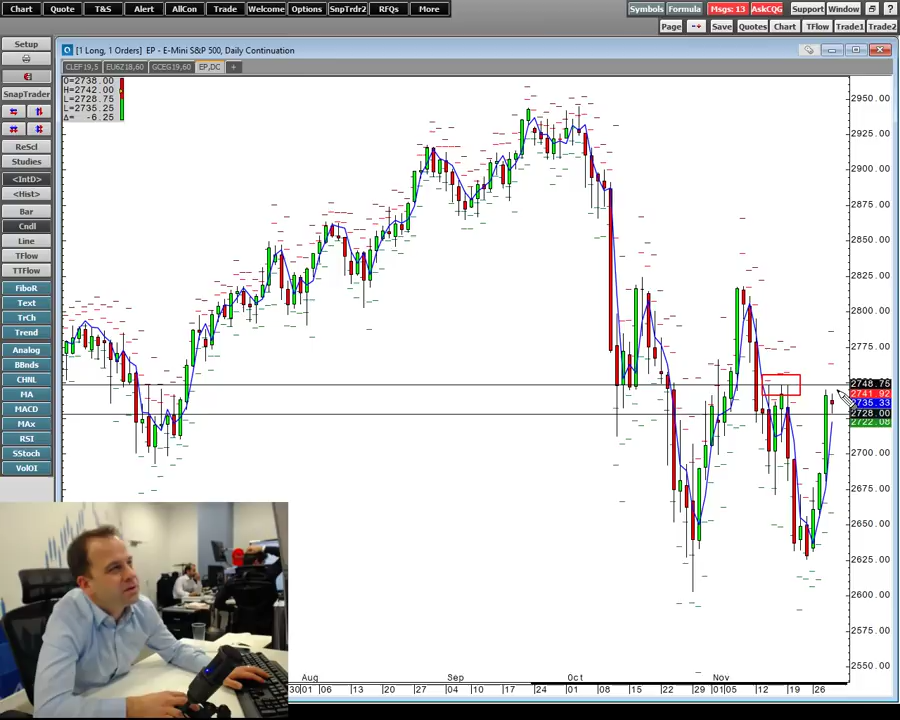 Chart Quote T&S Alert AllCon Trade Welcome Options SnpTrdr2 RFQs More Symbols Formula Msgs: 13 AskCQG Support Window ?
Page Save Quotes Chart TFlow Trade1 Trade2
Setup
SnapTrader
ReScl
Studies
<IntD>
<Hist>
Bar
Cndl
Line
TFlow
TTFlow
FiboR
Text
TrCh
Trend
Analog
BBnds
CHNL
MA
MACD
MAx
RSI
SStoch
VolOI
Q [1 Long, 1 Orders] EP - E-Mini S&P 500, Daily Continuation
CLEF19,5 EU6Z18,60 GCEG19,60 EP,DC +
O=2738.00
H=2742.00
L=2728.75
L=2735.25
Δ= -6.25
2950.00
2925.00
2900.00
2875.00
2850.00
2825.00
2800.00
2775.00
2748.75
2741.92
2735.33
2728.00
2722.08
2700.00
2675.00
2650.00
2625.00
2600.00
2575.00
2550.00
Aug Sep Oct Nov
30 01 06 13 20 27 04 10 17 24 01 08 15 22 29 01 05 12 19 26